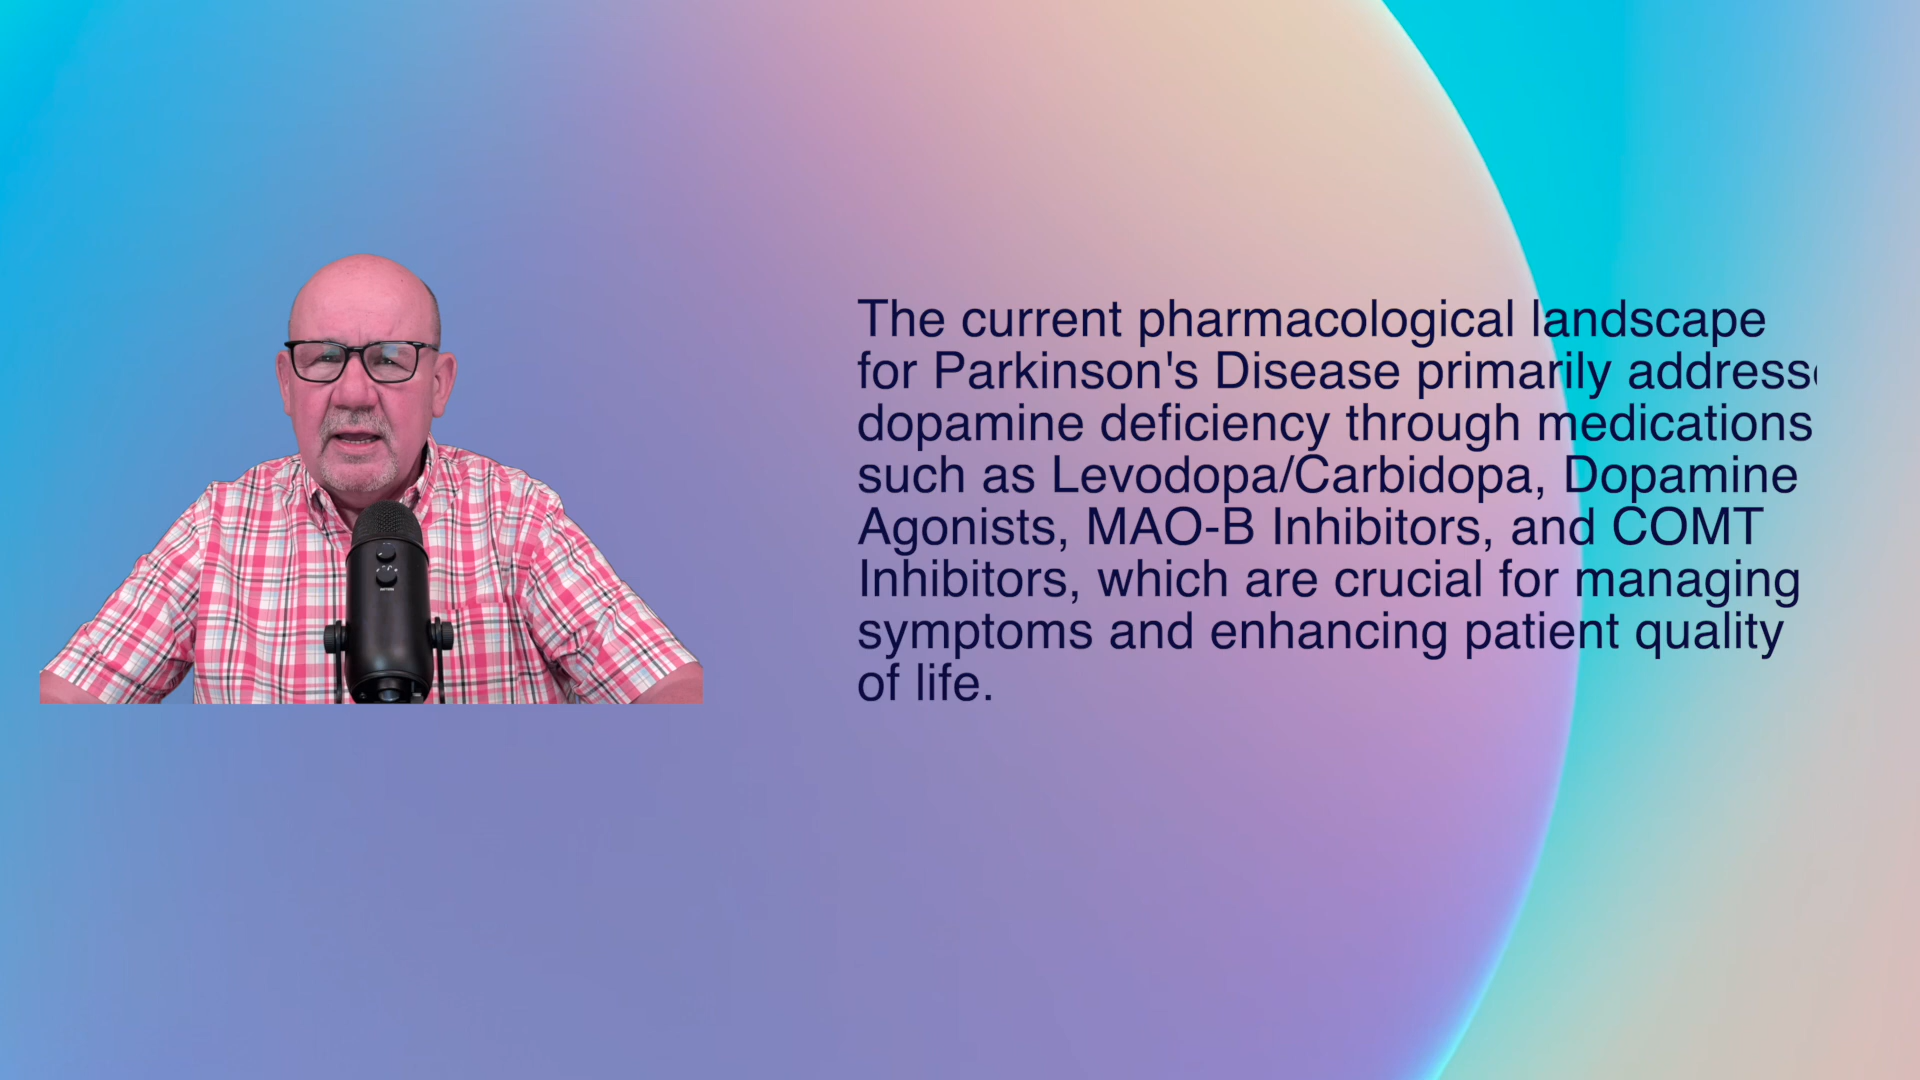 The current pharmacological landscape
for Parkinson's Disease primarily address
dopamine deficiency through medications
such as Levodopa/Carbidopa, Dopamine
Agonists, MAO-B Inhibitors, and COMT
Inhibitors, which are crucial for managing
symptoms and enhancing patient quality
of life.